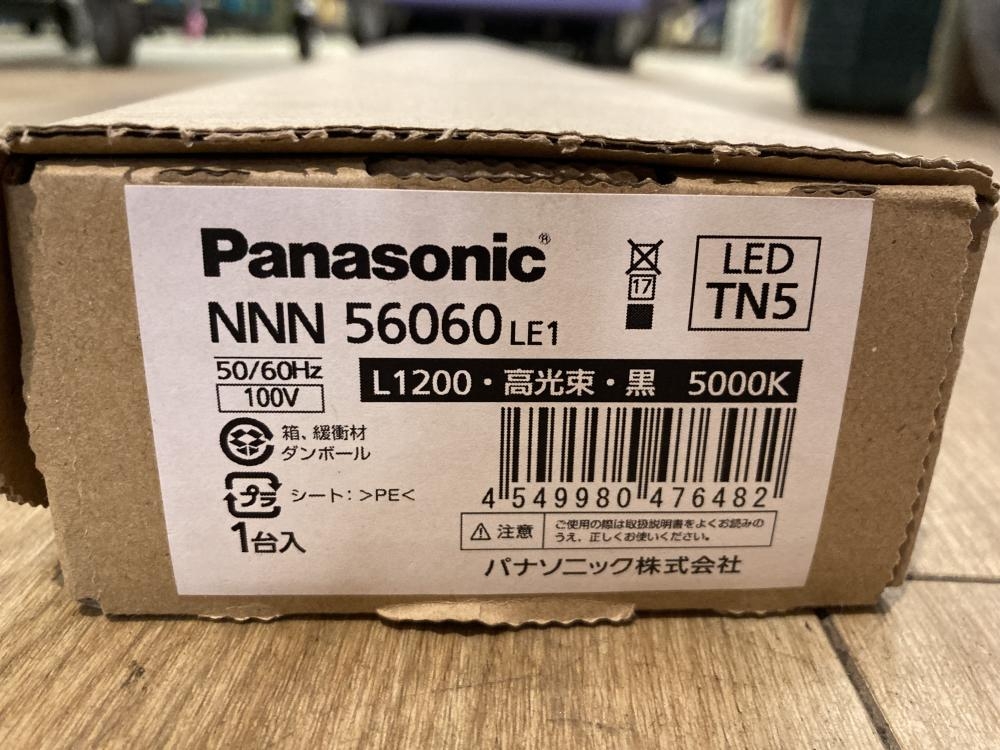 Panasonic®
NNN 56060 LE1
17
LED
TN5
50/60Hz
100V
L1200・高光束・黒 5000K
箱、緩衝材
ダンボール
プラ
シート：>PE<
1台入
4 549980 476482
注意
ご使用の際は取扱説明書をよくお読みの
うえ、正しくお使いください。
パナソニック株式会社